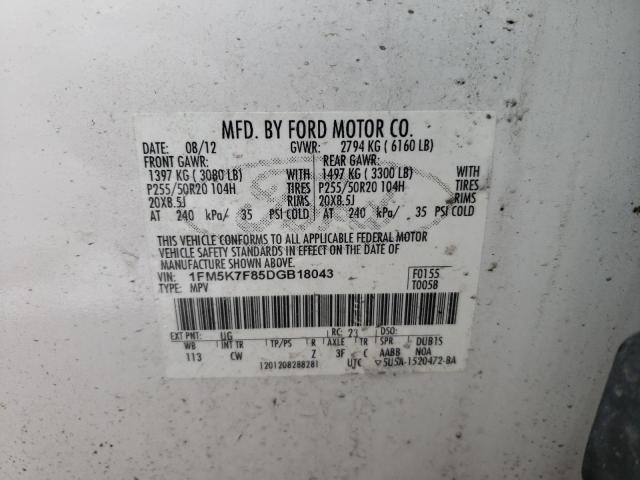 MFD. BY FORD MOTOR CO.
DATE: 08/12 GVWR: 2794 KG ( 6160 LB)
FRONT GAWR: REAR GAWR:
1397 KG ( 3080 LB) WITH 1497 KG ( 3300 LB) WITH
P255/50R20 104H TIRES P255/50R20 104H TIRES
20X8.5J RIMS 20X8.5J RIMS
AT 240 kPa/ 35 PSI COLD AT 240 kPa/ 35 PSI COLD
THIS VEHICLE CONFORMS TO ALL APPLICABLE FEDERAL MOTOR
VEHICLE SAFETY STANDARDS IN EFFECT ON THE DATE OF
MANUFACTURE SHOWN ABOVE.
VIN: 1FM5K7F85DGB18043 F0155
TYPE: MPV T0058
EXT PNT: UG RC: 23 DSO:
WB INT TR TP/PS R AXLE TR SPR DUB1S
113 CW Z 3F C AABB NOA
1201208288281 UTC ▽5U5A-1520472-BA
Ford